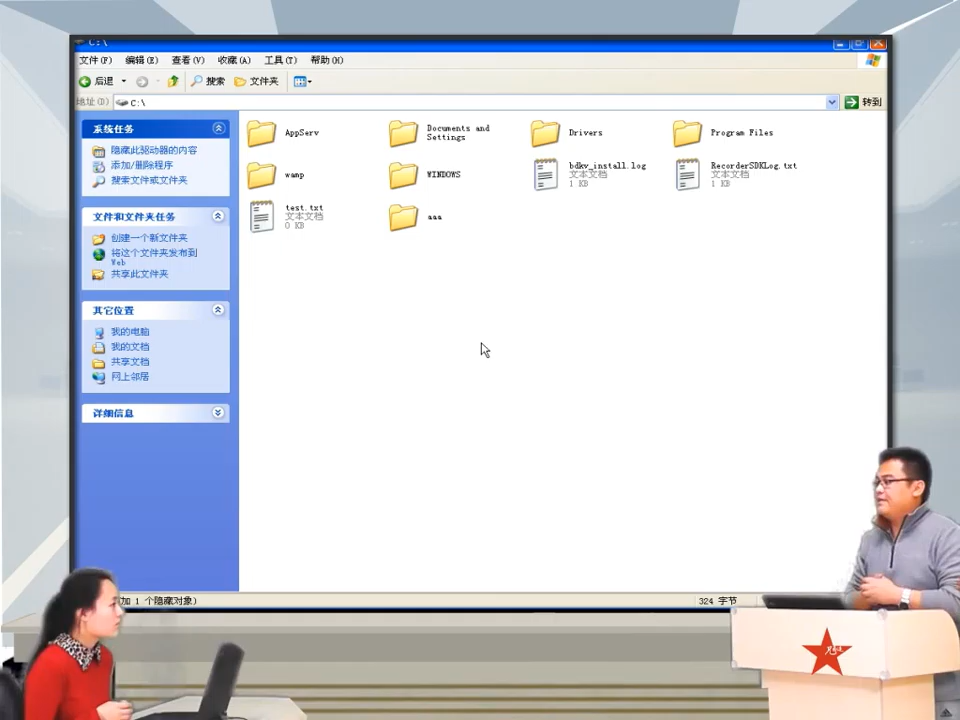 C:\
文件(F) 编辑(E) 查看(V) 收藏(A) 工具(T) 帮助(H)
后退 搜索 文件夹
地址(D) C:\ 转到
系统任务
隐藏此驱动器的内容
添加/删除程序
搜索文件或文件夹
文件和文件夹任务
创建一个新文件夹
将这个文件夹发布到
Web
共享此文件夹
其它位置
我的电脑
我的文档
共享文档
网上邻居
详细信息
AppServ
Documents and
Settings
Drivers
Program Files
wamp
WINDOWS
bdkv_install.log
文本文档
1 KB
RecorderSDKLog.txt
文本文档
1 KB
test.txt
文本文档
0 KB
aaa
加 1 个隐藏对象)
324 字节